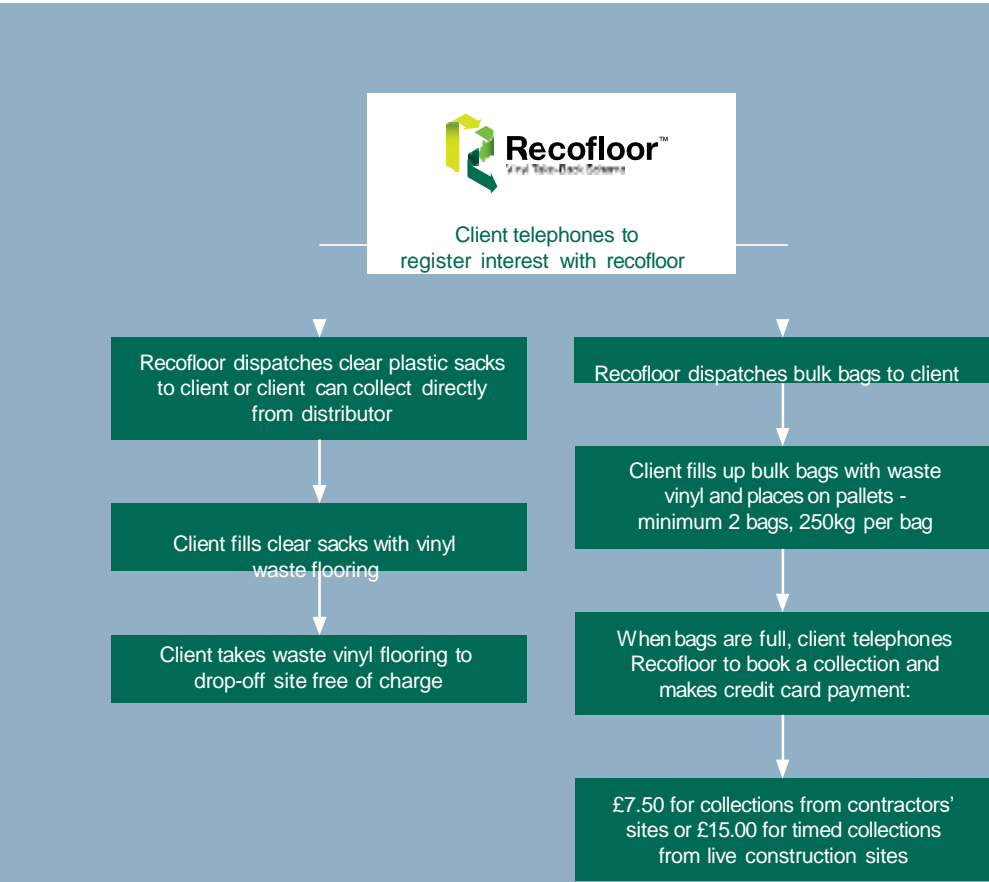 Recofloor™
Vinyl Take-Back Scheme
Client telephones to
register interest with recofloor
Recofloor dispatches clear plastic sacks
to client or client can collect directly
from distributor
Client fills clear sacks with vinyl
waste flooring
Client takes waste vinyl flooring to
drop-off site free of charge
Recofloor dispatches bulk bags to client
Client fills up bulk bags with waste
vinyl and places on pallets -
minimum 2 bags, 250kg per bag
When bags are full, client telephones
Recofloor to book a collection and
makes credit card payment:
£7.50 for collections from contractors’
sites or £15.00 for timed collections
from live construction sites